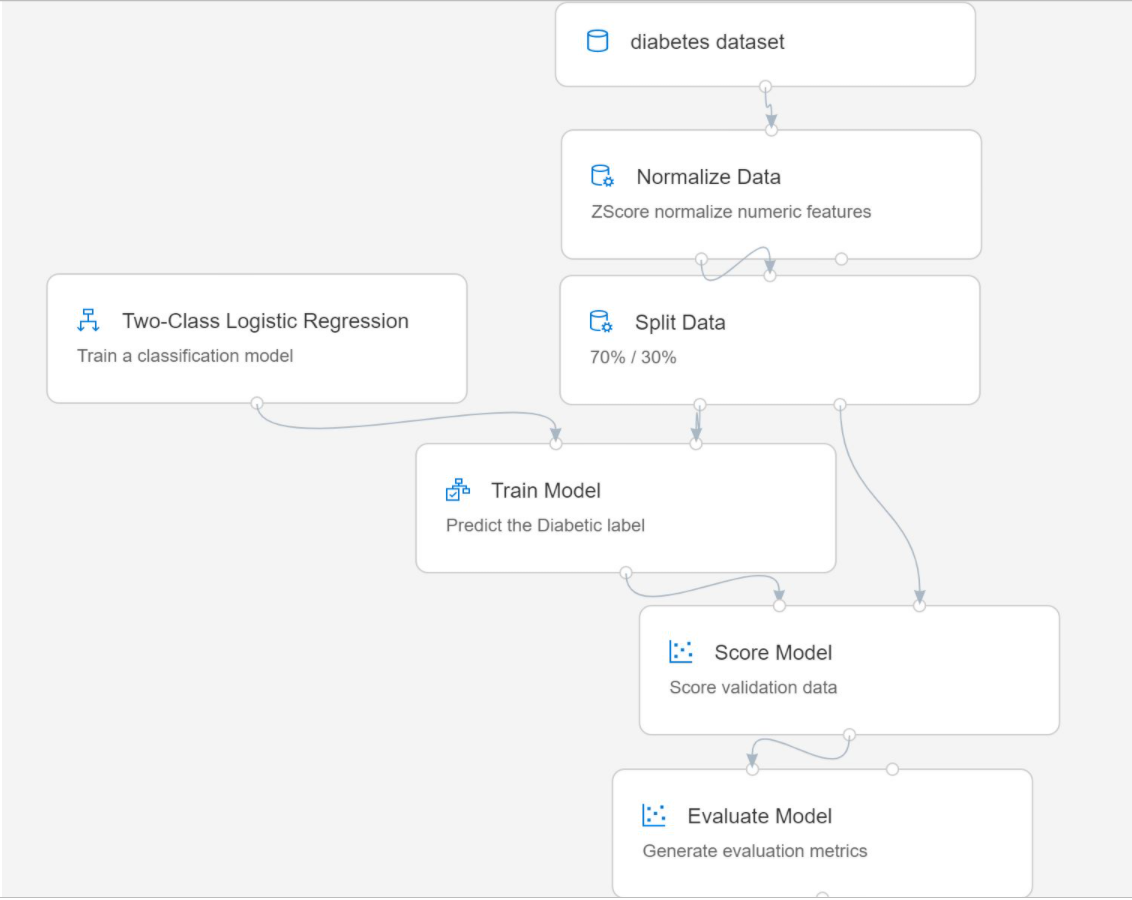 diabetes dataset
Normalize Data
ZScore normalize numeric features
Two-Class Logistic Regression
Train a classification model
Split Data
70% / 30%
Train Model
Predict the Diabetic label
Score Model
Score validation data
Evaluate Model
Generate evaluation metrics